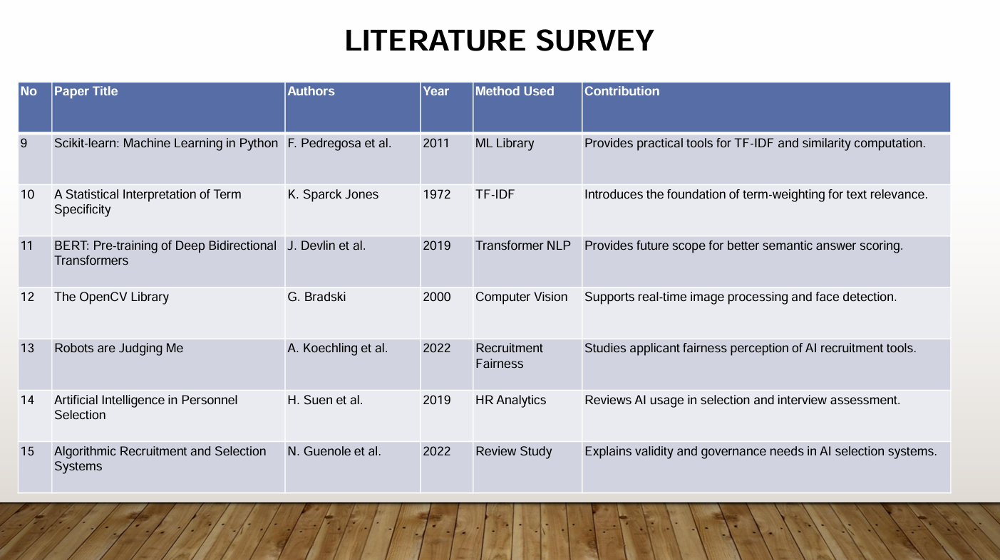 LITERATURE SURVEY
No Paper Title Authors Year Method Used Contribution
9 Scikit-learn: Machine Learning in Python F. Pedregosa et al. 2011 ML Library Provides practical tools for TF-IDF and similarity computation.
10 A Statistical Interpretation of Term K. Sparck Jones 1972 TF-IDF Introduces the foundation of term-weighting for text relevance.
Specificity
11 BERT: Pre-training of Deep Bidirectional J. Devlin et al. 2019 Transformer NLP Provides future scope for better semantic answer scoring.
Transformers
12 The OpenCV Library G. Bradski 2000 Computer Vision Supports real-time image processing and face detection.
13 Robots are Judging Me A. Koechling et al. 2022 Recruitment Studies applicant fairness perception of AI recruitment tools.
Fairness
14 Artificial Intelligence in Personnel H. Suen et al. 2019 HR Analytics Reviews AI usage in selection and interview assessment.
Selection
15 Algorithmic Recruitment and Selection N. Guenole et al. 2022 Review Study Explains validity and governance needs in AI selection systems.
Systems